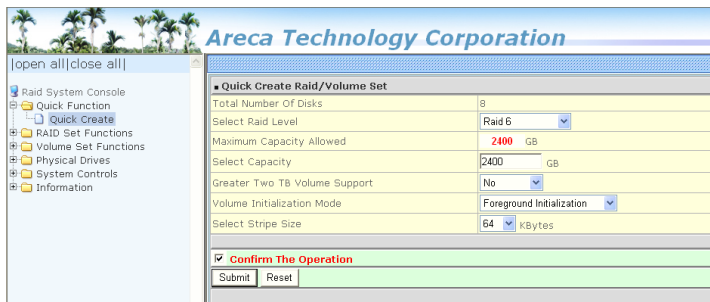 Areca Technology Corporation
|open all|close all|
Raid System Console
Quick Function
Quick Create
RAID Set Functions
Volume Set Functions
Physical Drives
System Controls
Information
Quick Create Raid/Volume Set
Total Number Of Disks 8
Select Raid Level Raid 6
Maximum Capacity Allowed 2400 GB
Select Capacity 2400 GB
Greater Two TB Volume Support No
Volume Initialization Mode Foreground Initialization
Select Stripe Size 64 KBytes
Confirm The Operation
Submit Reset